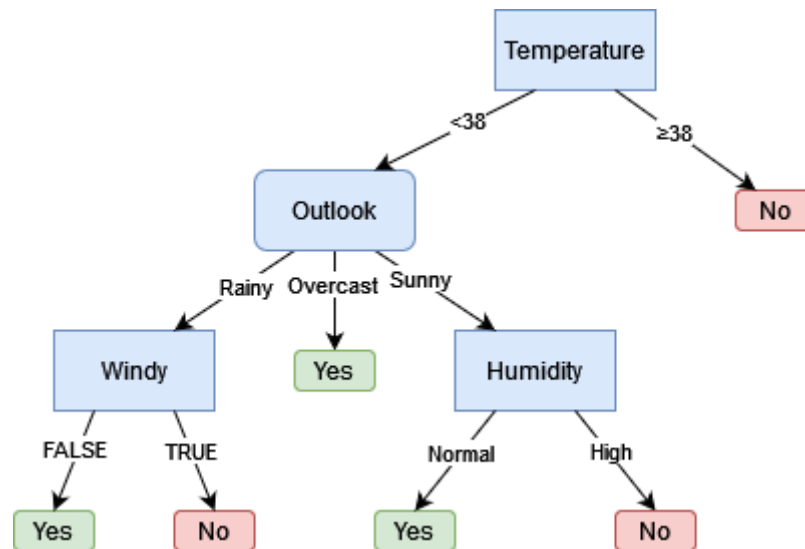 Temperature
<38
≥38
Outlook
No
Rainy
Overcast
Sunny
Windy
Yes
Humidity
FALSE
TRUE
Normal
High
Yes
No
Yes
No